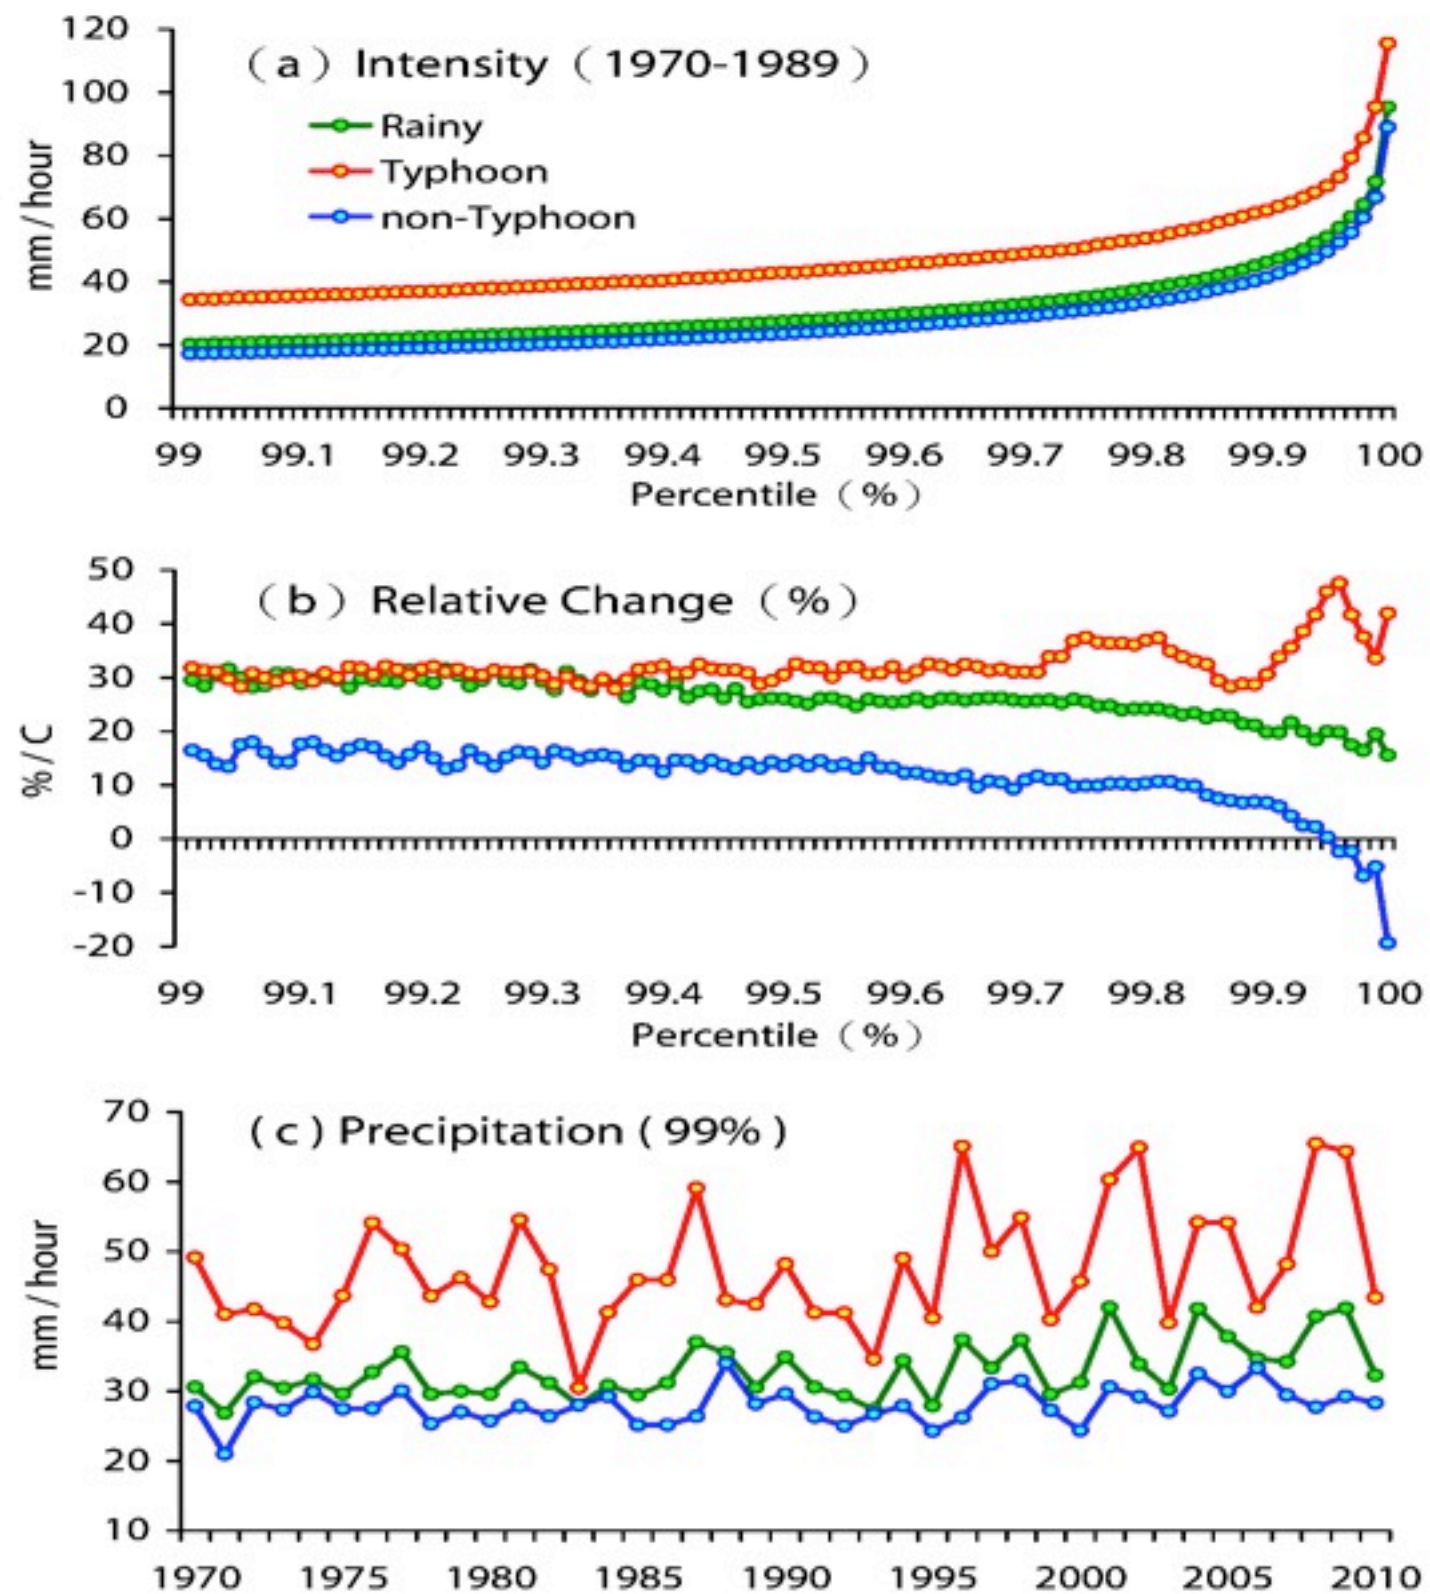 120
（a）Intensity（1970-1989）
100
Rainy
80
Typhoon
60
non-Typhoon
40
20
0
mm/hour
99 99.1 99.2 99.3 99.4 99.5 99.6 99.7 99.8 99.9 100
Percentile（%）
50
（b）Relative Change（%）
40
30
20
10
0
-10
-20
%/C
99 99.1 99.2 99.3 99.4 99.5 99.6 99.7 99.8 99.9 100
Percentile（%）
70
(c) Precipitation (99%)
60
50
40
30
20
10
mm/hour
1970 1975 1980 1985 1990 1995 2000 2005 2010